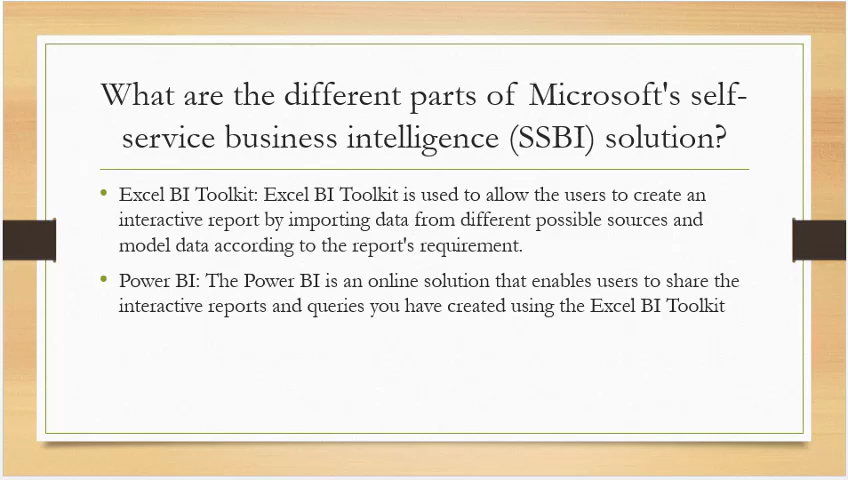 What are the different parts of Microsoft's self-
service business intelligence (SSBI) solution?
• Excel BI Toolkit: Excel BI Toolkit is used to allow the users to create an
interactive report by importing data from different possible sources and
model data according to the report's requirement.
• Power BI: The Power BI is an online solution that enables users to share the
interactive reports and queries you have created using the Excel BI Toolkit